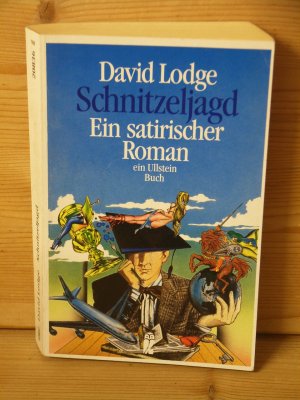 David Lodge
Schnitzeljagd
Ein satirischer
Roman
ein Ullstein
Buch